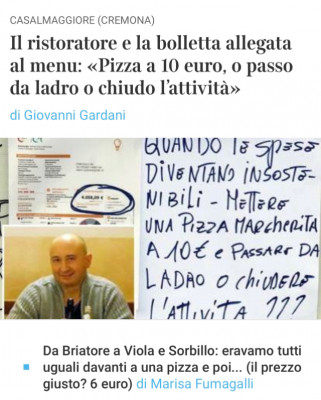 CASALMAGGIORE (CREMONA)
Il ristoratore e la bolletta allegata
al menu: «Pizza a 10 euro, o passo
da ladro o chiudo l'attività»
di Giovanni Gardani
QUANDO LE SPESE
DIVENTANO INSOSTE-
NIBILI - METTERE
UNA PIZZA MARGHERITA
A 10€ E PASSARE DA
LADRO O CHIUDERE
L'ATTIVITA ???
Da Briatore a Viola e Sorbillo: eravamo tutti
uguali davanti a una pizza e poi... (il prezzo
giusto? 6 euro) di Marisa Fumagalli